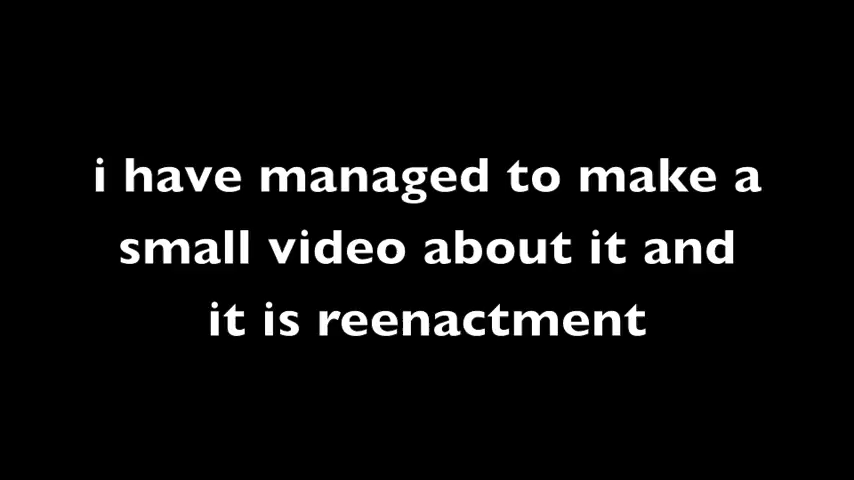 i have managed to make a
small video about it and
it is reenactment